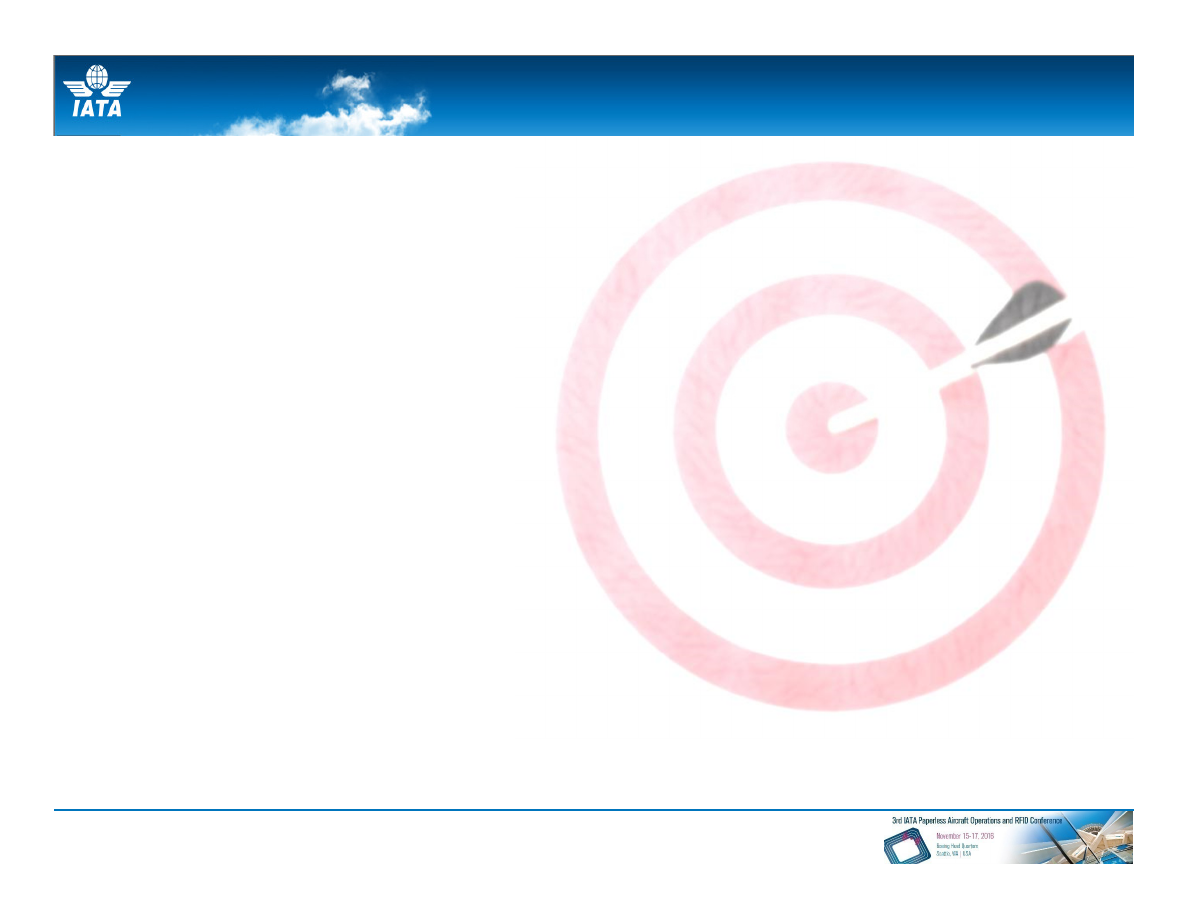 IATA
3rd IATA Paperless Aircraft Operations and RFID Conference
November 15-17, 2016
Boeing Head Quarters
Seattle, WA | USA